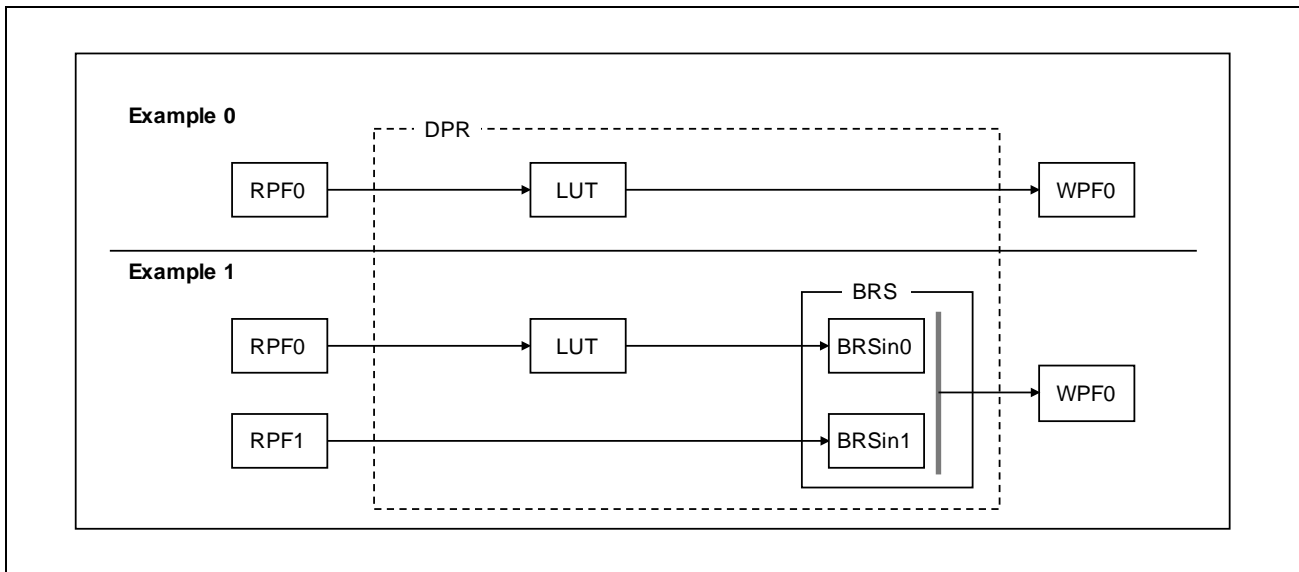 Example 0
DPR
RPF0
LUT
WPF0
Example 1
BRS
RPF0
LUT
BRSin0
WPF0
RPF1
BRSin1